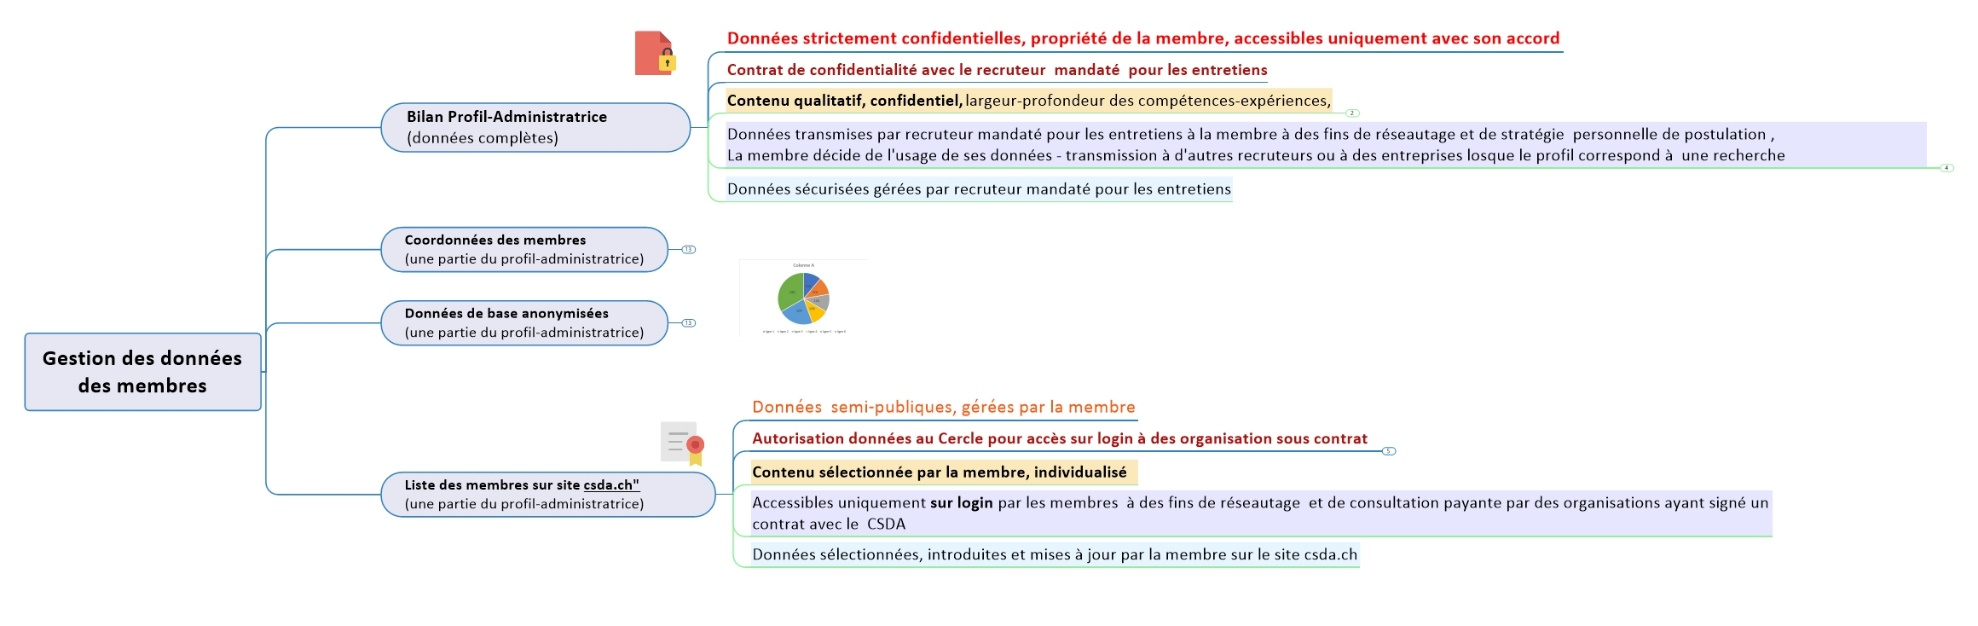 Données strictement confidentielles, propriété de la membre, accessibles uniquement avec son accord
Contrat de confidentialité avec le recruteur mandaté pour les entretiens
Contenu qualitatif, confidentiel, largeur-profondeur des compétences-expériences,
2
Bilan Profil-Administratrice
(données complètes)
Données transmises par recruteur mandaté pour les entretiens à la membre à des fins de réseautage et de stratégie personnelle de postulation ,
La membre décide de l'usage de ses données - transmission à d'autres recruteurs ou à des entreprises losque le profil correspond à une recherche
4
Données sécurisées gérées par recruteur mandaté pour les entretiens
Coordonnées des membres
(une partie du profil-administratrice)
13
Données de base anonymisées
(une partie du profil-administratrice)
13
Gestion des données
des membres
Données semi-publiques, gérées par la membre
Autorisation données au Cercle pour accès sur login à des organisation sous contrat
5
Contenu sélectionnée par la membre, individualisé
Liste des membres sur site csda.ch"
(une partie du profil-administratrice)
Accessibles uniquement sur login par les membres à des fins de réseautage et de consultation payante par des organisations ayant signé un
contrat avec le CSDA
Données sélectionnées, introduites et mises à jour par la membre sur le site csda.ch